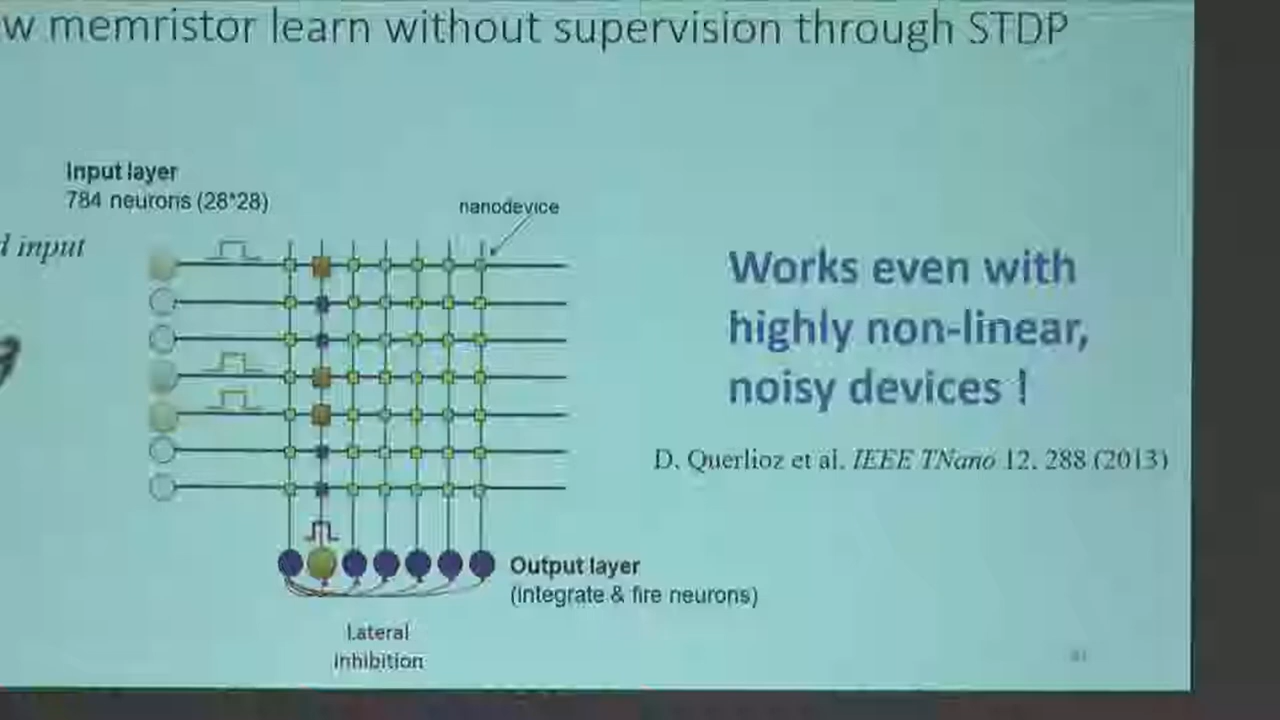 w memristor learn without supervision through STDP
Input layer
784 neurons (28*28)
nanodevice
d input
Works even with
highly non-linear,
noisy devices !
D. Querlioz et al. IEEE TNano 12, 288 (2013)
Output layer
(integrate & fire neurons)
Lateral
inhibition